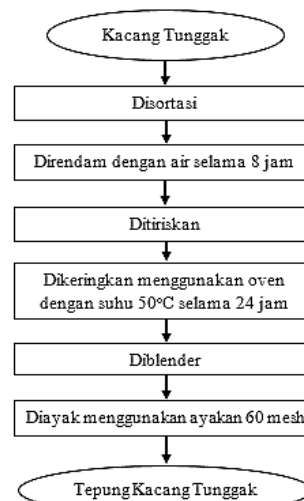 Kacang Tunggak
Disortasi
Direndam dengan air selama 8 jam
Ditiriskan
Dikeringkan menggunakan oven
dengan suhu 50°C selama 24 jam
Diblender
Diayak menggunakan ayakan 60 mesh
Tepung Kacang Tunggak